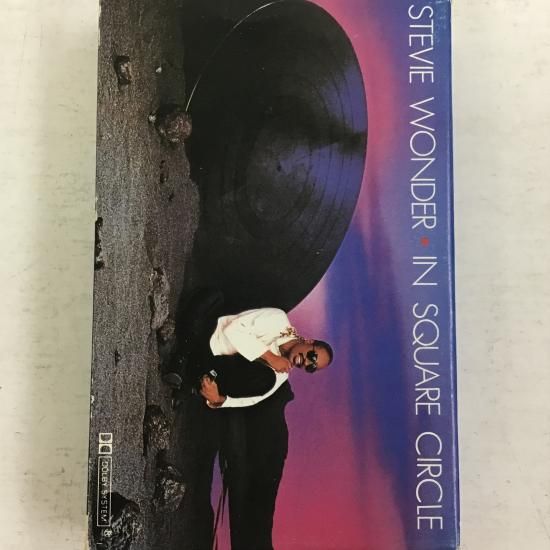 STEVIE WONDER • IN SQUARE CIRCLE
DOLBY SYSTEM